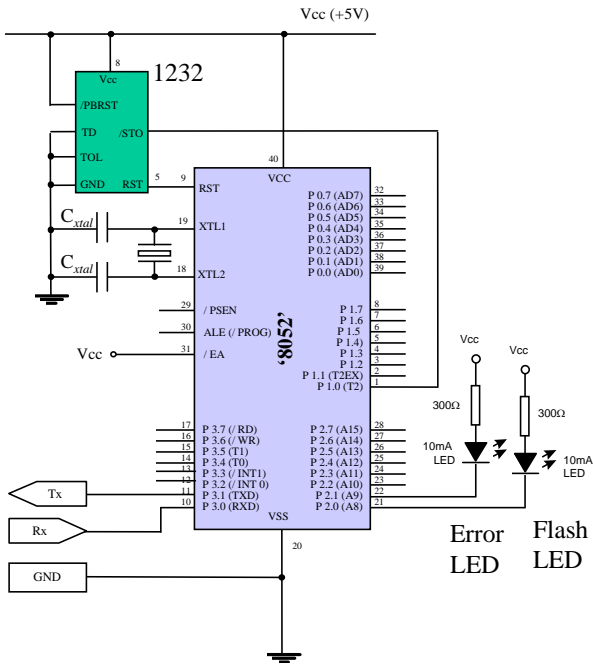 Vcc (+5V)
1232
8
Vcc
/PBRST
TD
/STO
TOL
GND
RST
5
9
RST
40
VCC
Cxtal
19
XTL1
Cxtal
18
XTL2
29
/ PSEN
30
ALE (/ PROG)
Vcc
31
/ EA
'8052'
P 0.7 (AD7)
32
P 0.6 (AD6)
33
P 0.5 (AD5)
34
P 0.4 (AD4)
35
P 0.3 (AD3)
36
P 0.2 (AD2)
37
P 0.1 (AD1)
38
P 0.0 (AD0)
39
P 1.7
8
P 1.6
7
P 1.5
6
P 1.4)
5
P 1.3
4
P 1.2
3
P 1.1 (T2EX)
2
P 1.0 (T2)
1
17
P 3.7 (/ RD)
16
P 3.6 (/ WR)
15
P 3.5 (T1)
14
P 3.4 (T0)
13
P 3.3 (/ INT1)
12
P 3.2 (/ INT 0)
11
P 3.1 (TXD)
10
P 3.0 (RXD)
P 2.7 (A15)
28
P 2.6 (A14)
27
P 2.5 (A13)
26
P 2.4 (A12)
25
P 2.3 (A11)
24
P 2.2 (A10)
23
P 2.1 (A9)
22
P 2.0 (A8)
21
VSS
20
Tx
Rx
GND
Vcc
300Ω
10mA
LED
Vcc
300Ω
10mA
LED
Error
LED
Flash
LED